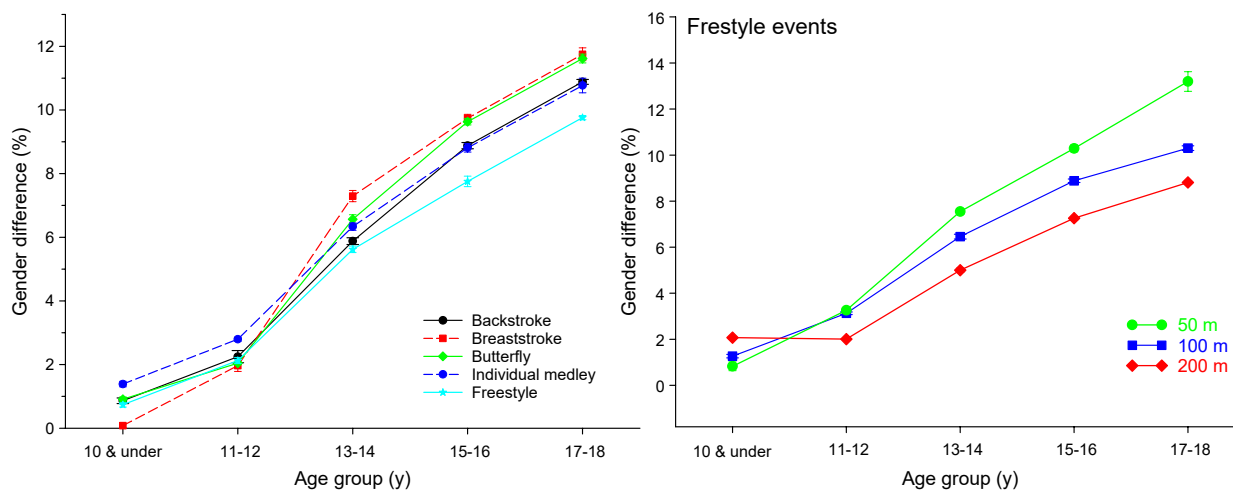 Gender difference (%)
12
10
8
6
4
2
0
Backstroke
Breaststroke
Butterfly
Individual medley
Freestyle
10 & under
11-12
13-14
15-16
17-18
Age group (y)
Frestyle events
Gender difference (%)
16
14
12
10
8
6
4
2
0
50 m
100 m
200 m
10 & under
11-12
13-14
15-16
17-18
Age group (y)